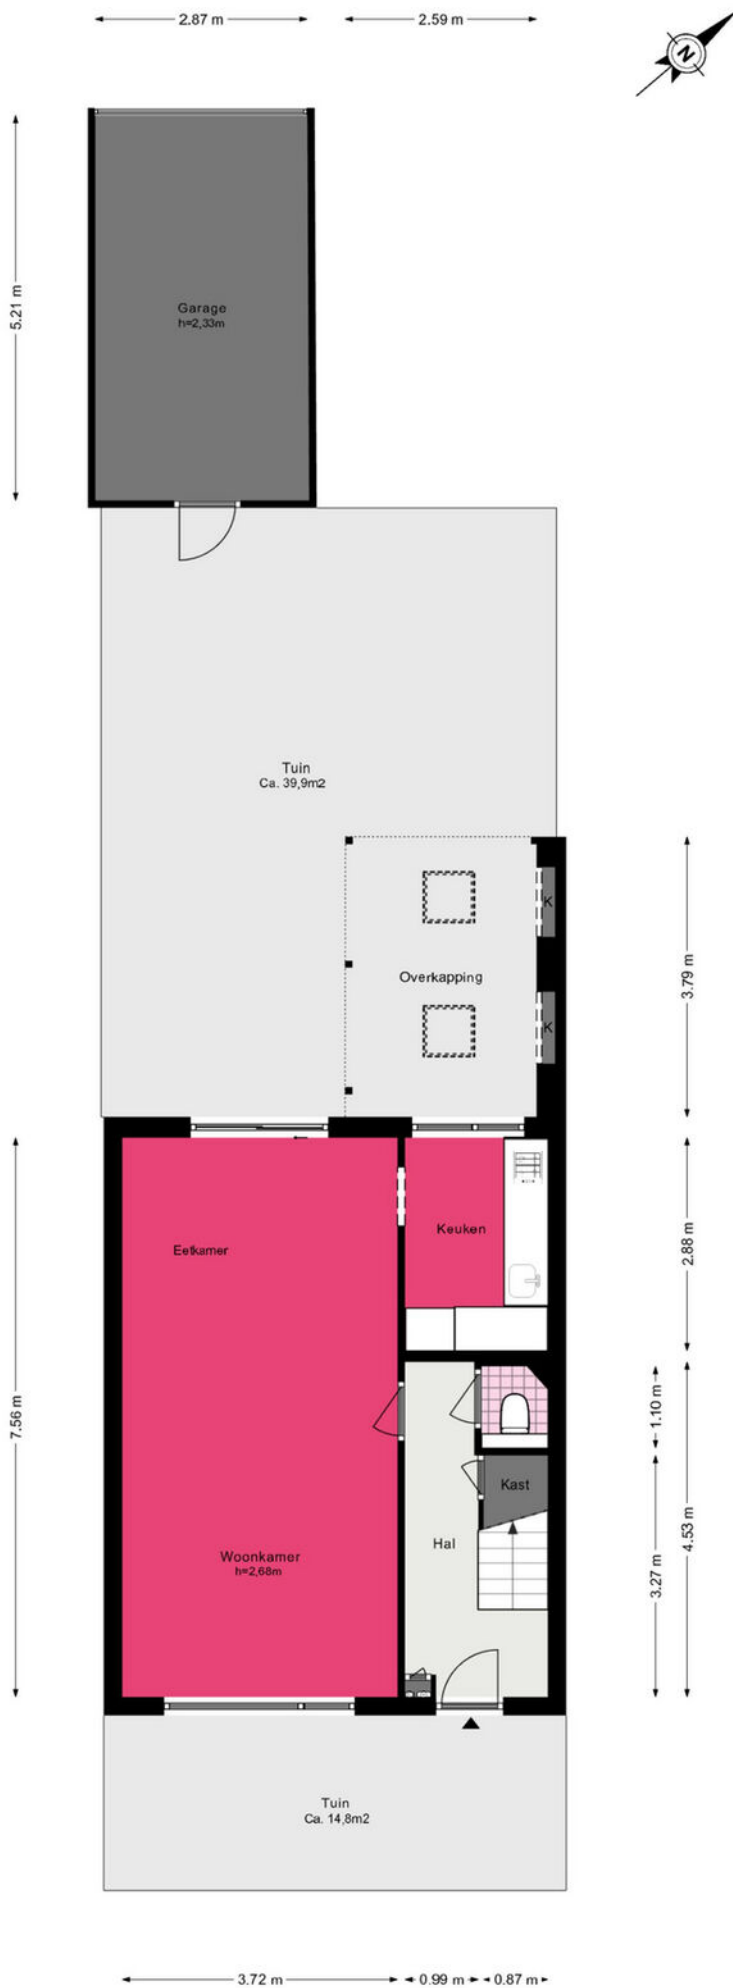 2.87 m
2.59 m
N
5.21 m
Garage
h=2,33m
Tuin
Ca. 39,9m2
K
Overkapping
K
3.79 m
Keuken
Eetkamer
2.88 m
7.56 m
1.10 m
Kast
4.53 m
Hal
3.27 m
Woonkamer
h=2,68m
Tuin
Ca. 14,8m2
3.72 m
0.99 m
0.87 m